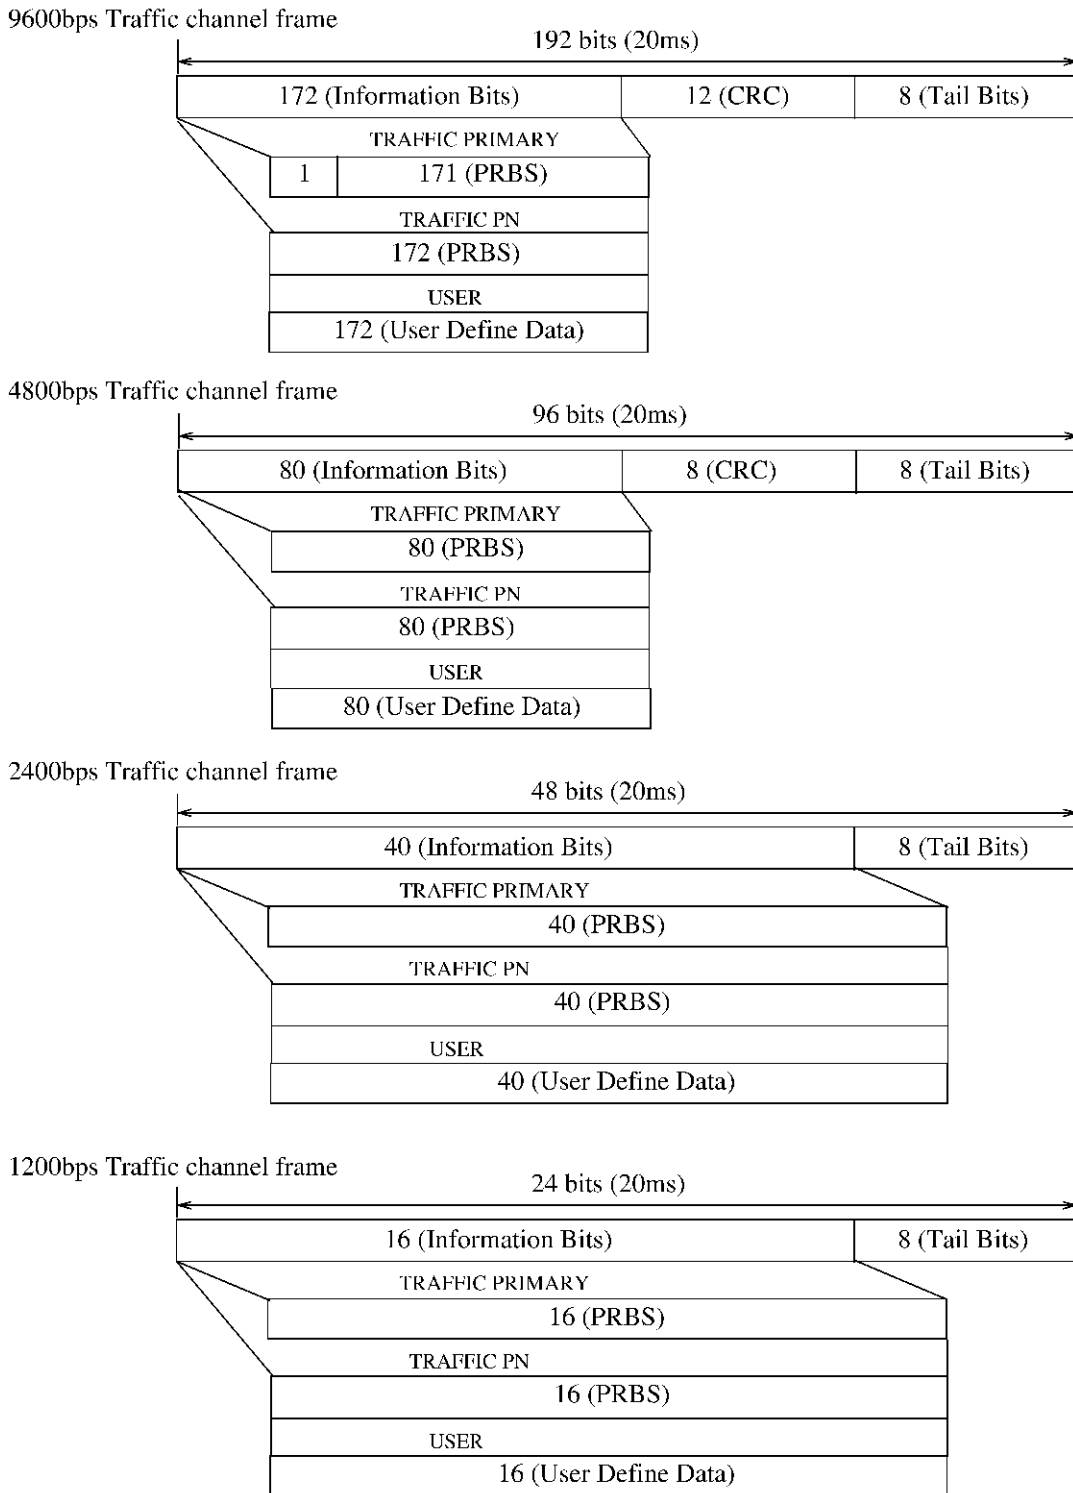 9600bps Traffic channel frame
192 bits (20ms)
172 (Information Bits) 12 (CRC) 8 (Tail Bits)
TRAFFIC PRIMARY
1 171 (PRBS)
TRAFFIC PN
172 (PRBS)
USER
172 (User Define Data)
4800bps Traffic channel frame
96 bits (20ms)
80 (Information Bits) 8 (CRC) 8 (Tail Bits)
TRAFFIC PRIMARY
80 (PRBS)
TRAFFIC PN
80 (PRBS)
USER
80 (User Define Data)
2400bps Traffic channel frame
48 bits (20ms)
40 (Information Bits) 8 (Tail Bits)
TRAFFIC PRIMARY
40 (PRBS)
TRAFFIC PN
40 (PRBS)
USER
40 (User Define Data)
1200bps Traffic channel frame
24 bits (20ms)
16 (Information Bits) 8 (Tail Bits)
TRAFFIC PRIMARY
16 (PRBS)
TRAFFIC PN
16 (PRBS)
USER
16 (User Define Data)